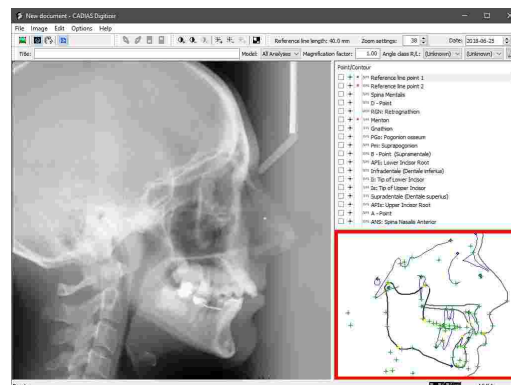 New document - CADIAS Digitizer
File Image Edit Options Help
Reference line length: 40.0 mm Zoom settings: 38 Date: 2018-06-25
Title: Model: All Analyses Magnification factor: 1.00 Angle class R/L: (Unknown) (Unknown)
Point/Contour
Reference line point 1
Reference line point 2
Spina Mentalis
D - Point
RGN: Retrognathion
Menton
Gnathion
PGo: Pogonion osseum
Pm: Suprapogonion
B - Point (Supramentale)
APIi: Lower Incisor Root
Infradentale (Dentale inferius)
Ii: Tip of Lower Incisor
Is: Tip of Upper Incisor
Supradentale (Dentale superius)
APIs: Upper Incisor Root
A - Point
ANS: Spina Nasalis Anterior